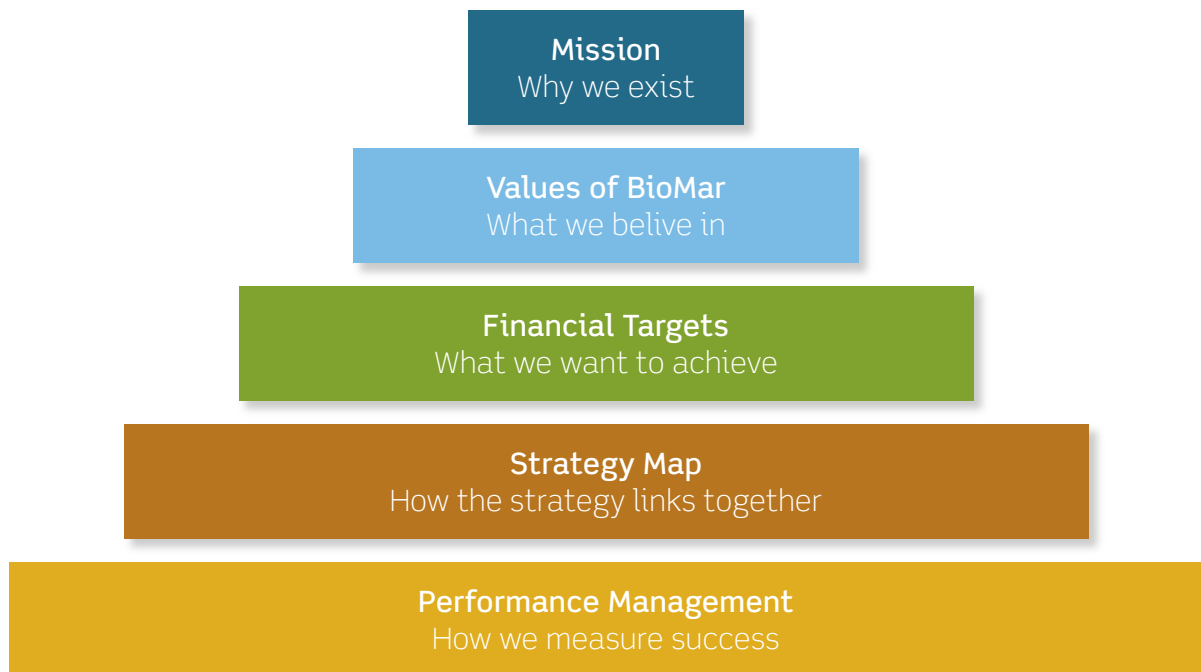 Mission
Why we exist
Values of BioMar
What we belive in
Financial Targets
What we want to achieve
Strategy Map
How the strategy links together
Performance Management
How we measure success